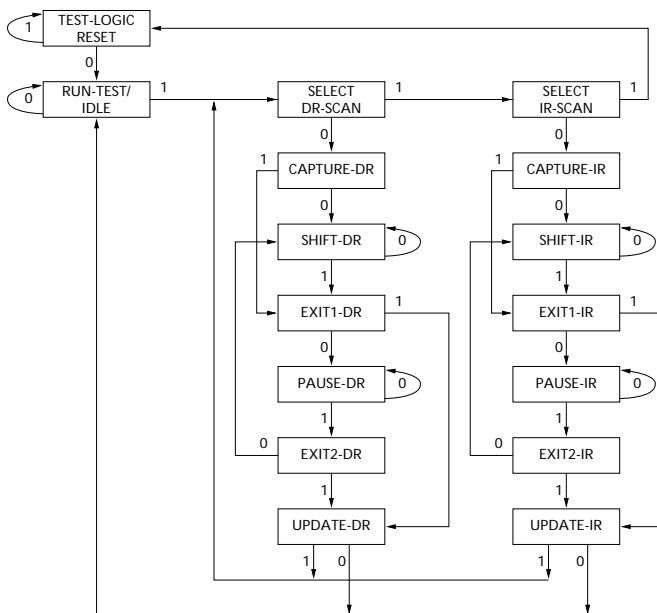 TEST-LOGIC
RESET
1
0
RUN-TEST/
IDLE
0
1
SELECT
DR-SCAN
1
SELECT
IR-SCAN
1
0
0
1
CAPTURE-DR
1
CAPTURE-IR
0
0
SHIFT-DR
0
SHIFT-IR
0
1
1
EXIT1-DR
1
EXIT1-IR
1
0
0
PAUSE-DR
0
PAUSE-IR
0
1
1
0
EXIT2-DR
0
EXIT2-IR
1
1
UPDATE-DR
UPDATE-IR
1
0
1
0